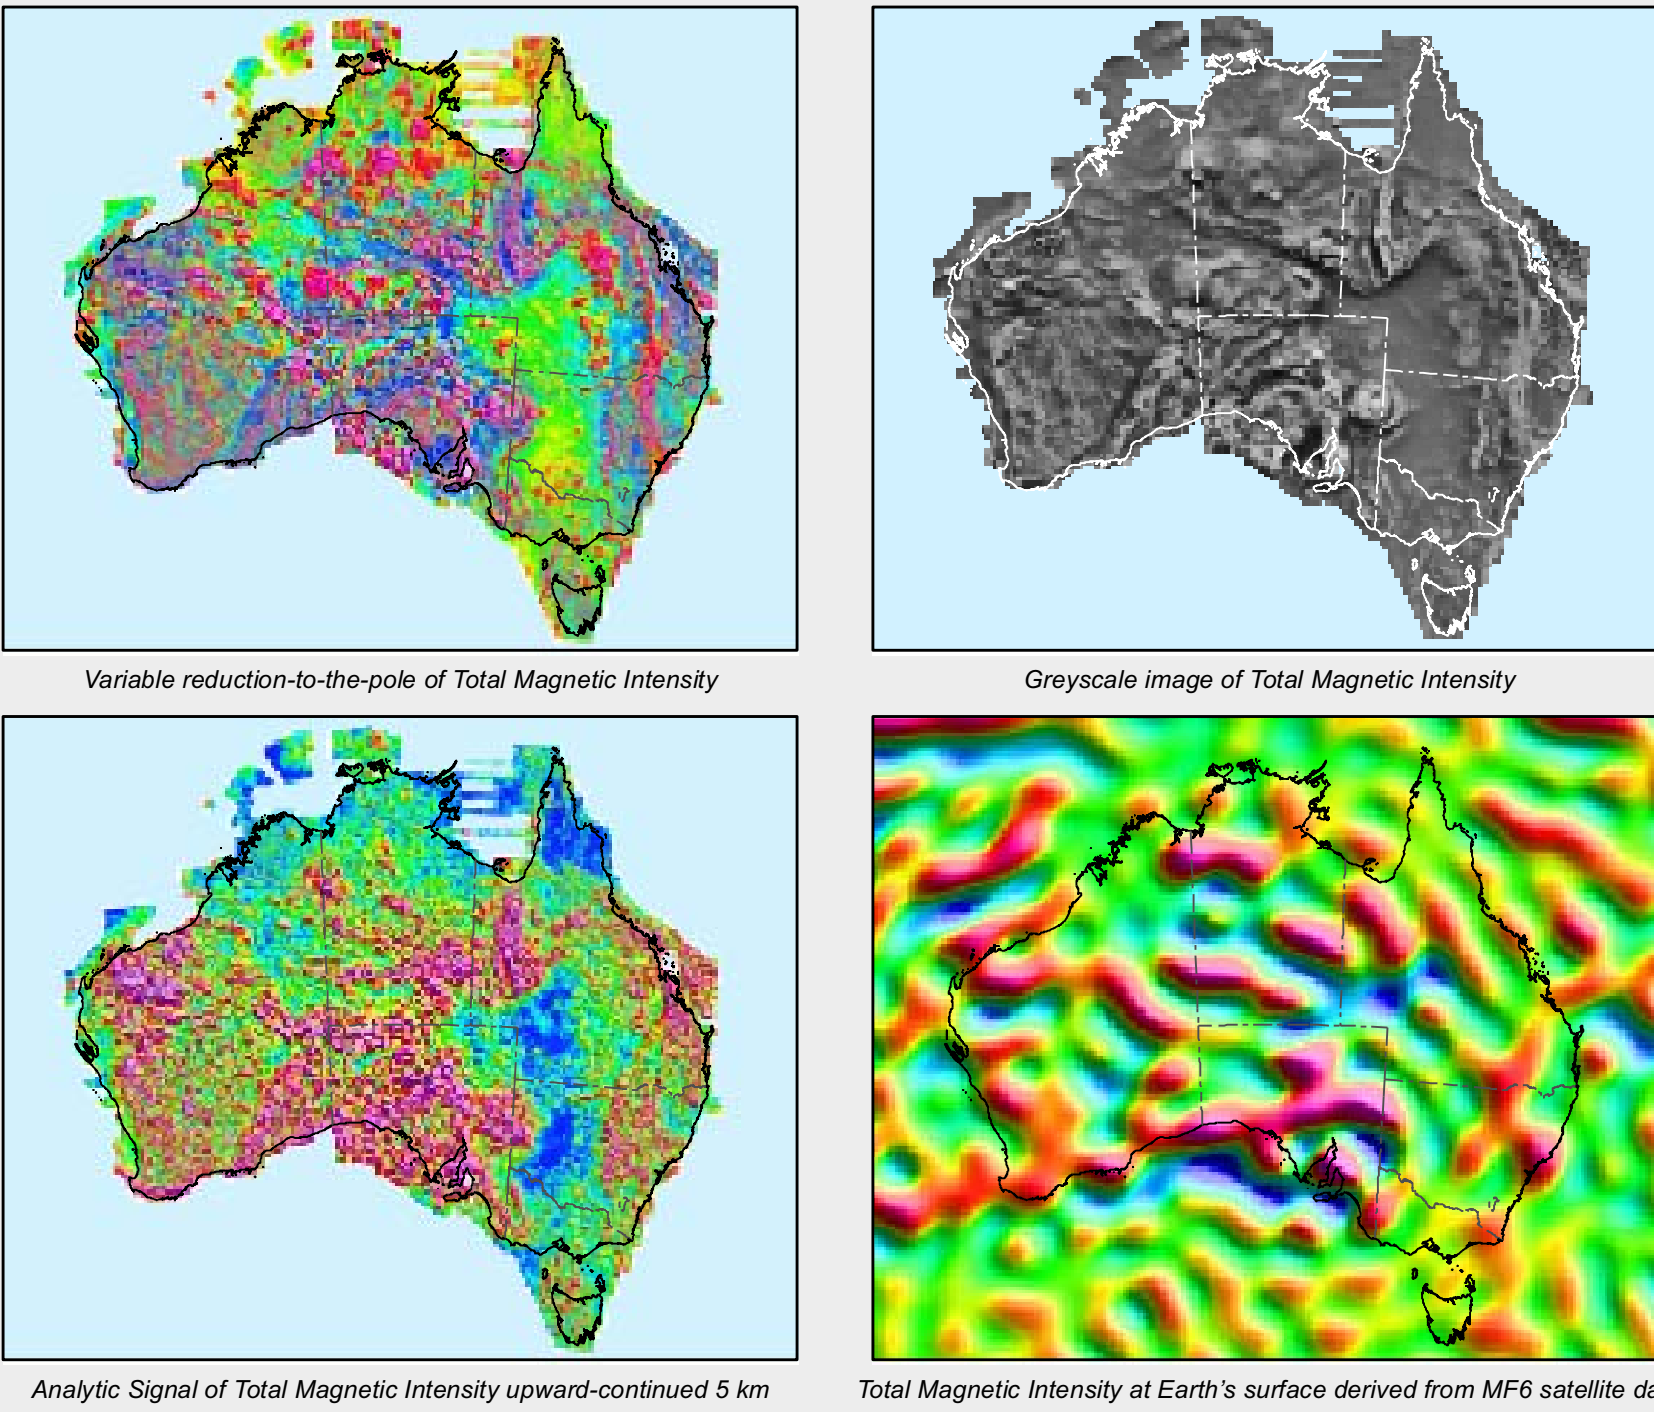 Variable reduction-to-the-pole of Total Magnetic Intensity
Greyscale image of Total Magnetic Intensity
Analytic Signal of Total Magnetic Intensity upward-continued 5 km
Total Magnetic Intensity at Earth's surface derived from MF6 satellite da